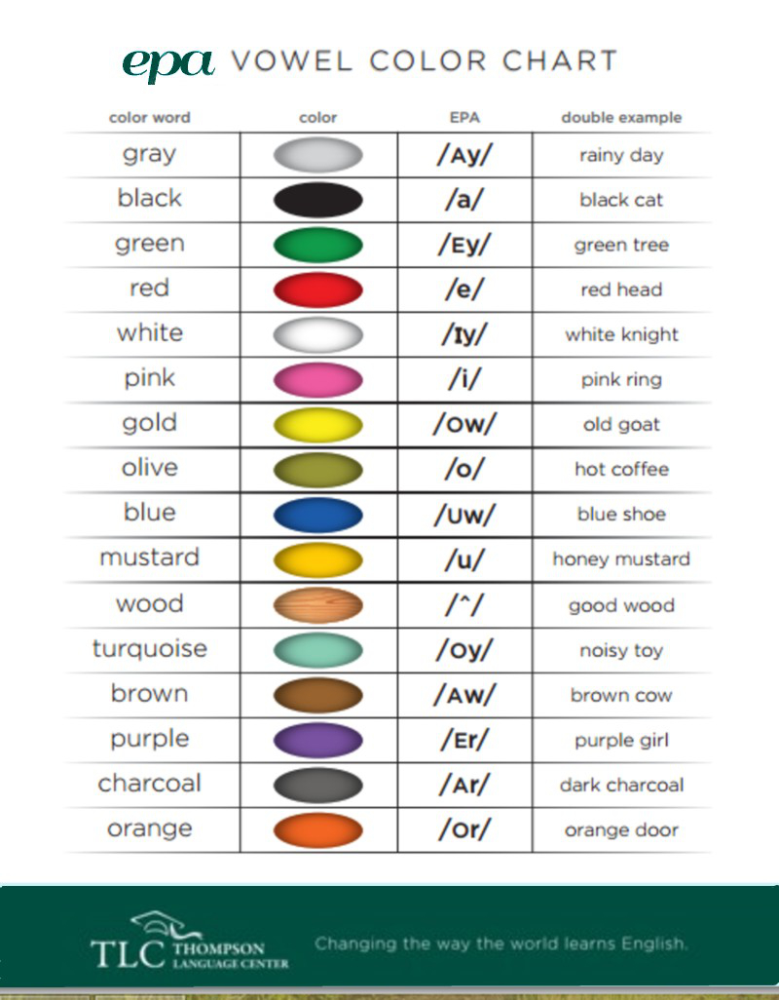 epa VOWEL COLOR CHART
color word color EPA double example
gray /Ay/ rainy day
black /a/ black cat
green /Ey/ green tree
red /e/ red head
white /Iy/ white knight
pink /i/ pink ring
gold /Ow/ old goat
olive /o/ hot coffee
blue /Uw/ blue shoe
mustard /u/ honey mustard
wood /^/ good wood
turquoise /Oy/ noisy toy
brown /Aw/ brown cow
purple /Er/ purple girl
charcoal /Ar/ dark charcoal
orange /Or/ orange door
TLC THOMPSON
LANGUAGE CENTER
Changing the way the world learns English.